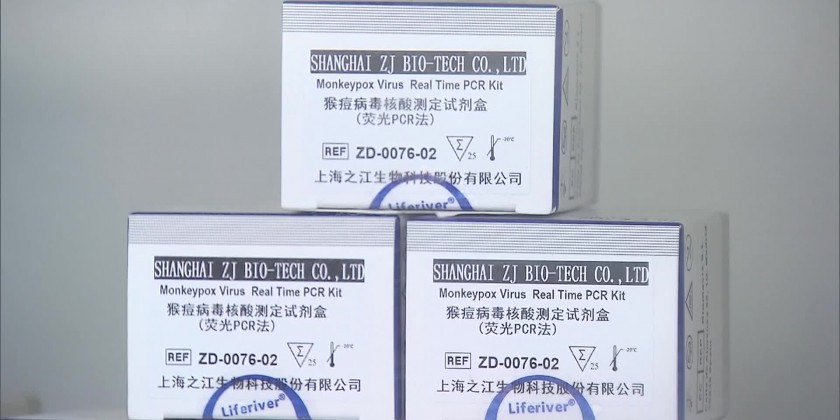 SHANGHAI ZJ BIO-TECH CO.,LTD
Monkeypox Virus Real Time PCR Kit
猴痘病毒核酸测定试剂盒
(荧光PCR法)
REF ZD-0076-02 Σ 25 -20℃
上海之江生物科技股份有限公司
Liferiver®
SHANGHAI ZJ BIO-TECH CO.,LTD
Monkeypox Virus Real Time PCR Kit
猴痘病毒核酸测定试剂盒
(荧光PCR法)
REF ZD-0076-02 Σ 25 -20℃
上海之江生物科技股份有限公司
Liferiver®
SHANGHAI ZJ BIO-TECH CO.,LTD
Monkeypox Virus Real Time PCR Kit
猴痘病毒核酸测定试剂盒
(荧光PCR法)
REF ZD-0076-02 Σ 25 -20℃
上海之江生物科技股份有限公司
Liferiver®